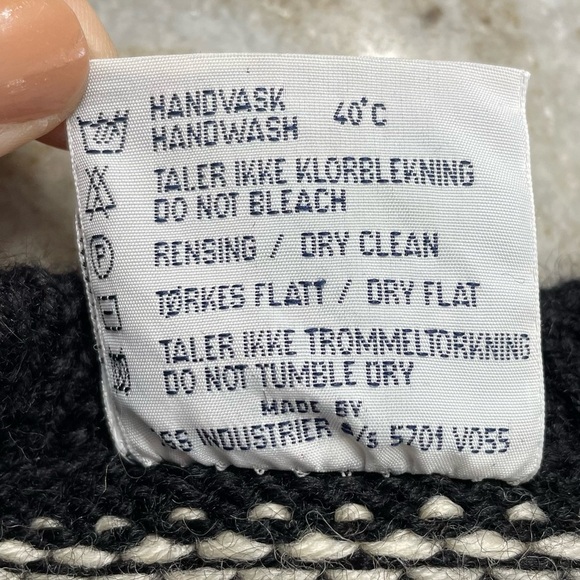 HANDVASK 40°C
HANDWASH
TALER IKKE KLORBLEKNING
DO NOT BLEACH
P RENSING / DRY CLEAN
TØRKES FLATT / DRY FLAT
TALER IKKE TROMMELTORKNING
DO NOT TUMBLE DRY
MADE BY
SS INDUSTRIER A/S 5701 VOSS